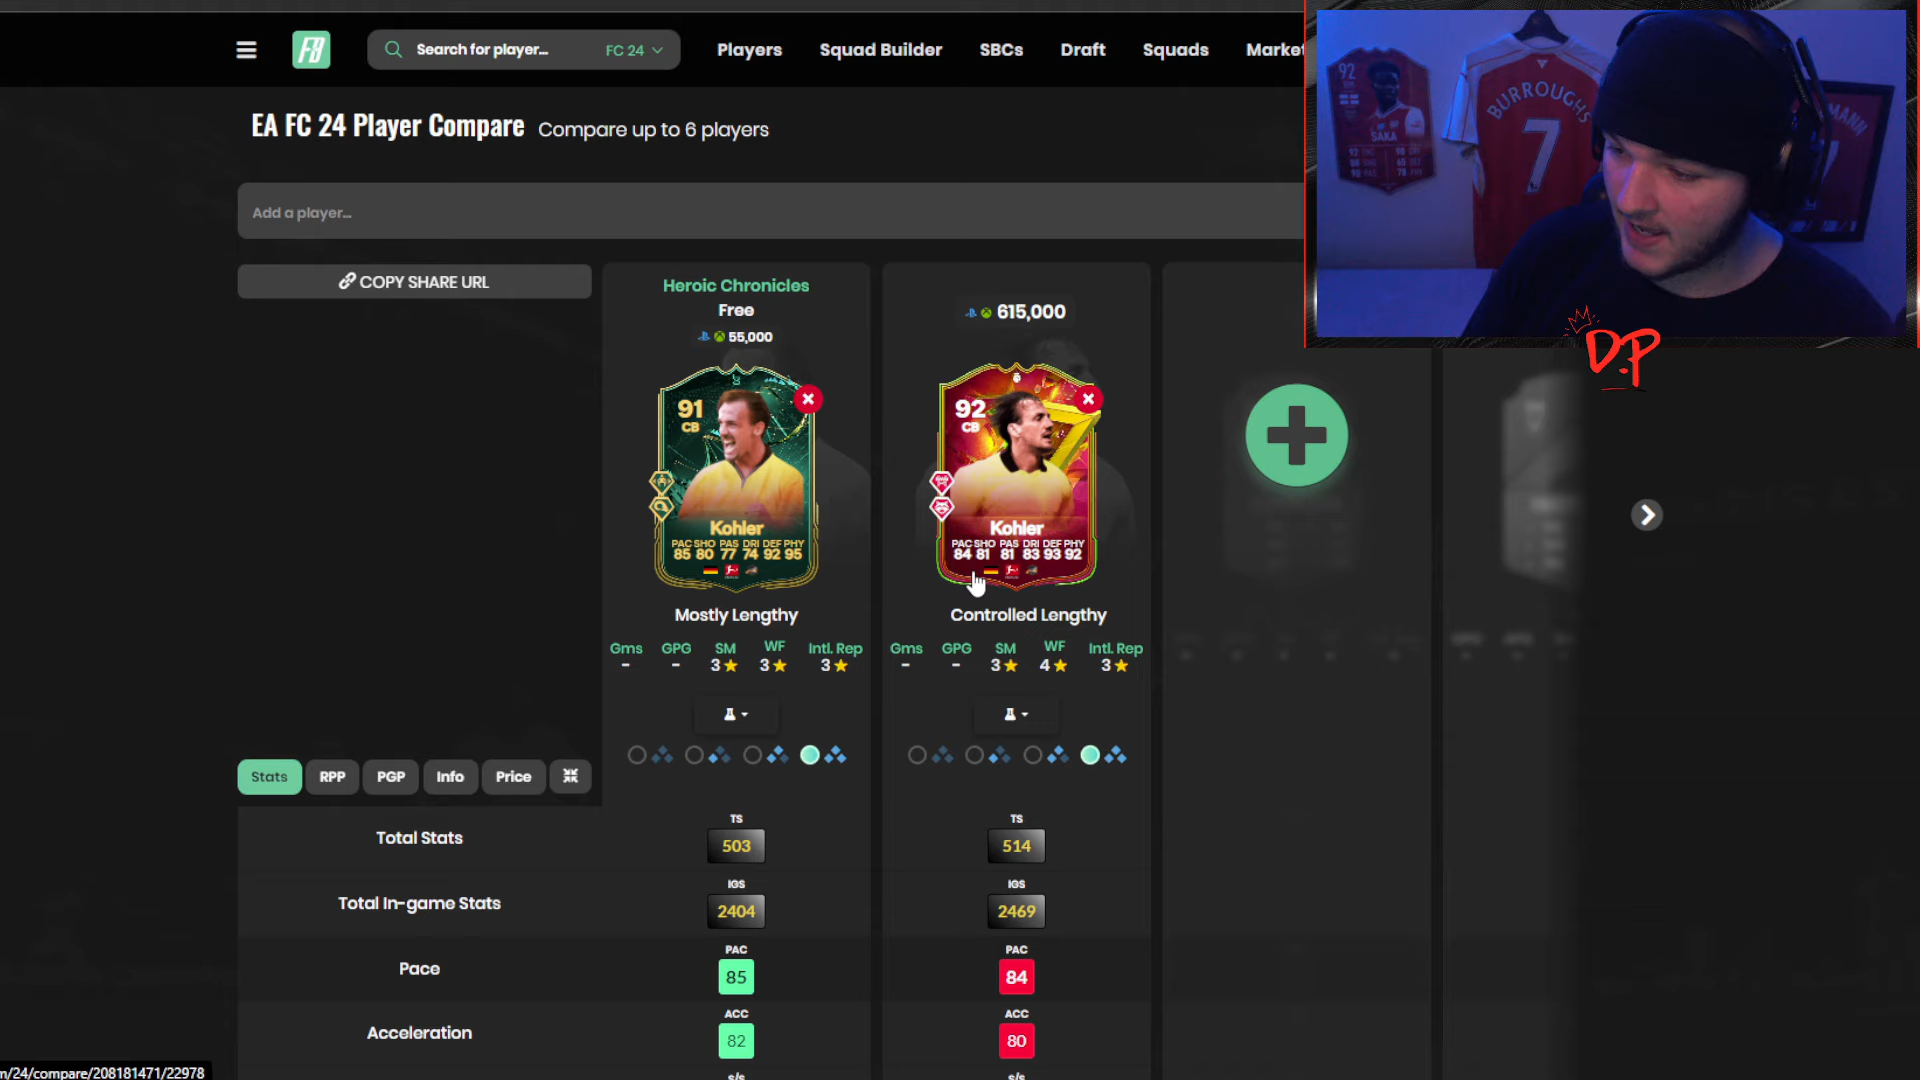 Search for player... FC 24
Players Squad Builder SBCs Draft Squads Market
EA FC 24 Player Compare Compare up to 6 players
Add a player...
COPY SHARE URL
Heroic Chronicles
Free
55,000
615,000
91
CB
Kohler
PAC SHO PAS DRI DEF PHY
85 80 77 74 92 95
92
CB
Kohler
PAC SHO PAS DRI DEF PHY
84 81 81 83 93 92
Mostly Lengthy
Controlled Lengthy
Gms GPG SM WF Intl. Rep
- - 3 3 3
Gms GPG SM WF Intl. Rep
- - 3 4 3
Stats RPP PGP Info Price
Total Stats
TS
503
TS
514
Total In-game Stats
IGS
2404
IGS
2469
Pace
PAC
85
PAC
84
Acceleration
ACC
82
ACC
80
s/s
s/s
m/24/compare/208181471/22978
92
SAKA
BURROUGHS
7
MANN
D.P